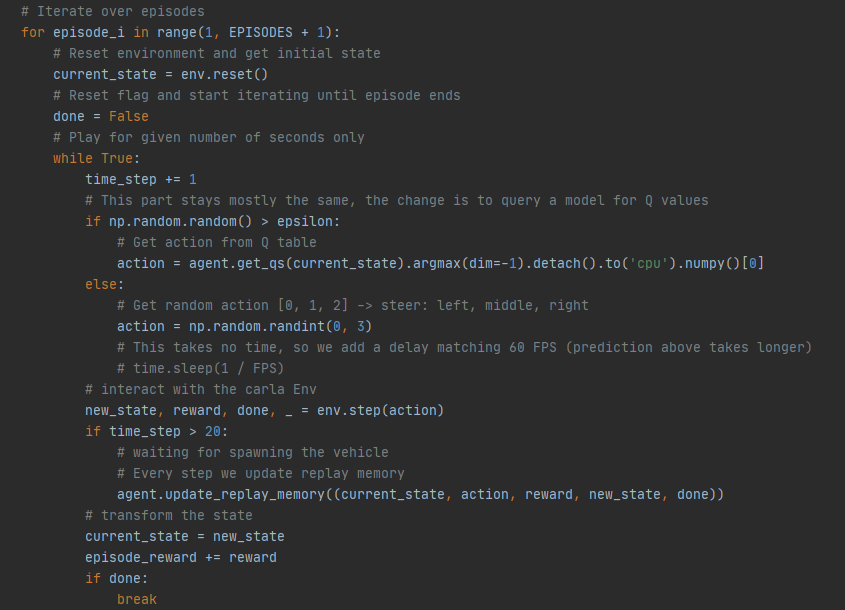 # Iterate over episodes
for episode_i in range(1, EPISODES + 1):
    # Reset environment and get initial state
    current_state = env.reset()
    # Reset flag and start iterating until episode ends
    done = False
    # Play for given number of seconds only
    while True:
        time_step += 1
        # This part stays mostly the same, the change is to query a model for Q values
        if np.random.random() > epsilon:
            # Get action from Q table
            action = agent.get_qs(current_state).argmax(dim=-1).detach().to('cpu').numpy()[0]
        else:
            # Get random action [0, 1, 2] -> steer: left, middle, right
            action = np.random.randint(0, 3)
            # This takes no time, so we add a delay matching 60 FPS (prediction above takes longer)
            # time.sleep(1 / FPS)
        # interact with the carla Env
        new_state, reward, done, _ = env.step(action)
        if time_step > 20:
            # waiting for spawning the vehicle
            # Every step we update replay memory
            agent.update_replay_memory((current_state, action, reward, new_state, done))
        # transform the state
        current_state = new_state
        episode_reward += reward
        if done:
            break